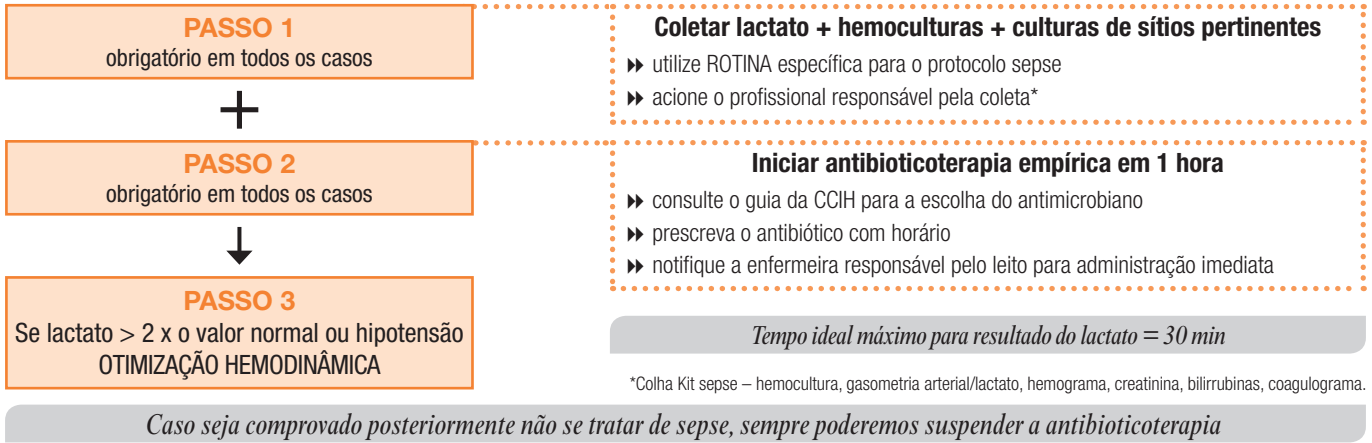 PASSO 1
obrigatório em todos os casos
+
PASSO 2
obrigatório em todos os casos
PASSO 3
Se lactato > 2 x o valor normal ou hipotensão
OTIMIZAÇÃO HEMODINÂMICA
Coletar lactato + hemoculturas + culturas de sítios pertinentes
utilize ROTINA específica para o protocolo sepse
acione o profissional responsável pela coleta*
Iniciar antibioticoterapia empírica em 1 hora
consulte o guia da CCIH para a escolha do antimicrobiano
prescreva o antibiótico com horário
notifique a enfermeira responsável pelo leito para administração imediata
Tempo ideal máximo para resultado do lactato = 30 min
*Colha Kit sepse – hemocultura, gasometria arterial/lactato, hemograma, creatinina, bilirrubinas, coagulograma.
Caso seja comprovado posteriormente não se tratar de sepse, sempre poderemos suspender a antibioticoterapia